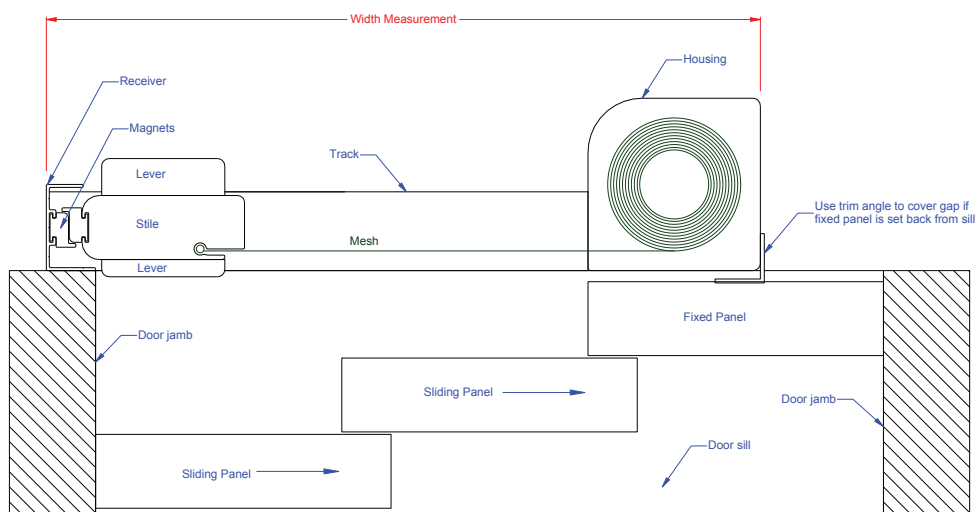 Width Measurement
Housing
Receiver
Magnets
Track
Lever
Use trim angle to cover gap if
fixed panel is set back from sill
Stile
Mesh
Lever
Fixed Panel
Door jamb
Sliding Panel
Door jamb
Door sill
Sliding Panel